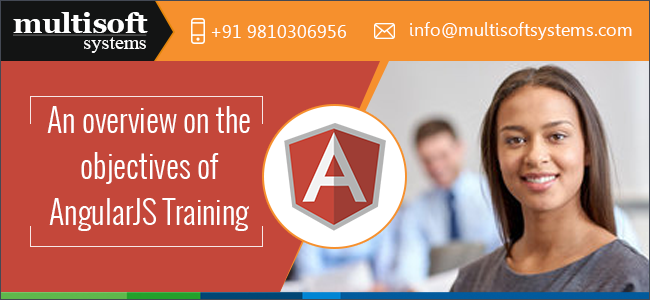 multisoft
systems
+91 9810306956
info@multisoftsystems.com
An overview on the
objectives of
AngularJS Training
A